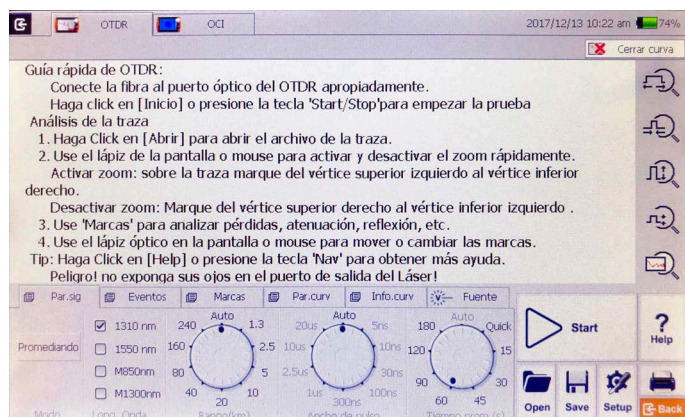 OTDR OCI 2017/12/13 10:22 am 74%
Cerrar curva
Guía rápida de OTDR:
Conecte la fibra al puerto óptico del OTDR apropiadamente.
Haga click en [Inicio] o presione la tecla 'Start/Stop'para empezar la prueba
Análisis de la traza
1. Haga Click en [Abrir] para abrir el archivo de la traza.
2. Use el lápiz de la pantalla o mouse para activar y desactivar el zoom rápidamente.
Activar zoom: sobre la traza marque del vértice superior izquierdo al vértice inferior
derecho.
Desactivar zoom: Marque del vértice superior derecho al vértice inferior izquierdo .
3. Use 'Marcas' para analizar pérdidas, atenuación, reflexión, etc.
4. Use el lápiz óptico en la pantalla o mouse para mover o cambiar las marcas.
Tip: Haga Click en [Help] o presione la tecla 'Nav' para obtener más ayuda.
Peligro! no exponga sus ojos en el puerto de salida del Láser!
Par.sig Eventos Marcas Par.curv Info.curv Fuente
Promediando
1310 nm
1550 nm
M850nm
M1300nm
Auto 1.3 2.5 5 10 20 40 80 160 240
Auto 5ns 10ns 30ns 100ns 300ns 1us 2.5us 10us 20us
Auto Quick 15 30 45 60 90 120 180
Modo Long. Onda Rango(km) Ancho de pulso Tiempo prom (s)
Start
? Help
Open Save Setup Back